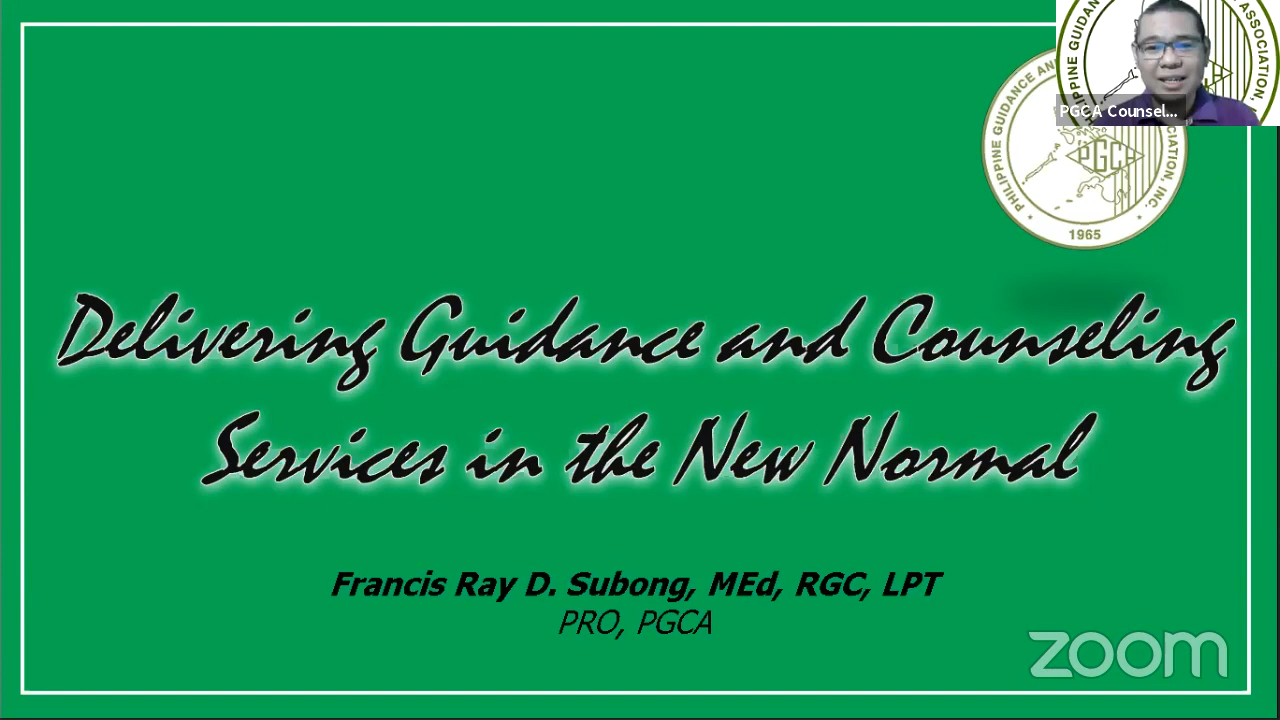 Delivering Guidance and Counseling
Services in the New Normal
Francis Ray D. Subong, MEd, RGC, LPT
PRO, PGCA
PHILIPPINE GUIDANCE AND
ASSOCIATION, INC.
PGCA
1965
PGCA Counsel...
zoom